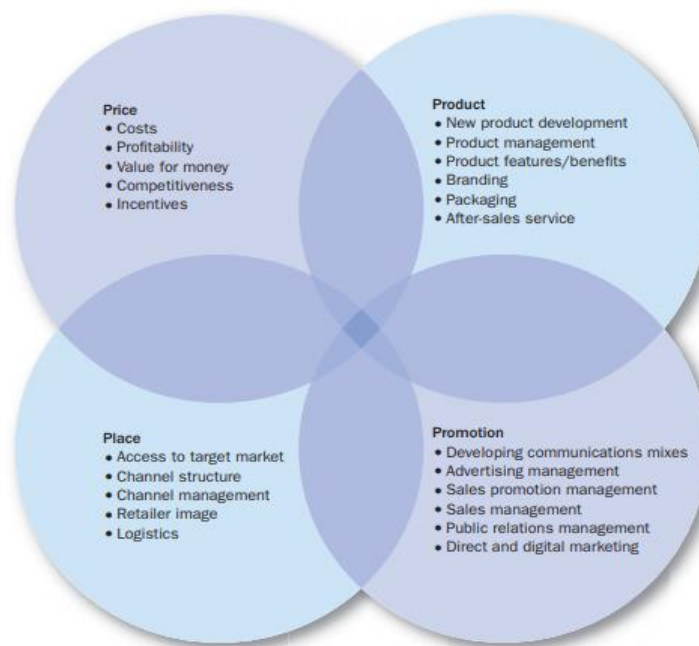 Price
• Costs
• Profitability
• Value for money
• Competitiveness
• Incentives
Product
• New product development
• Product management
• Product features/benefits
• Branding
• Packaging
• After-sales service
Place
• Access to target market
• Channel structure
• Channel management
• Retailer image
• Logistics
Promotion
• Developing communications mixes
• Advertising management
• Sales promotion management
• Sales management
• Public relations management
• Direct and digital marketing